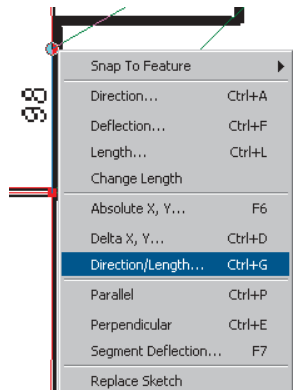 98
Snap To Feature
Direction... Ctrl+A
Deflection... Ctrl+F
Length... Ctrl+L
Change Length
Absolute X, Y... F6
Delta X, Y... Ctrl+D
Direction/Length... Ctrl+G
Parallel Ctrl+P
Perpendicular Ctrl+E
Segment Deflection... F7
Replace Sketch